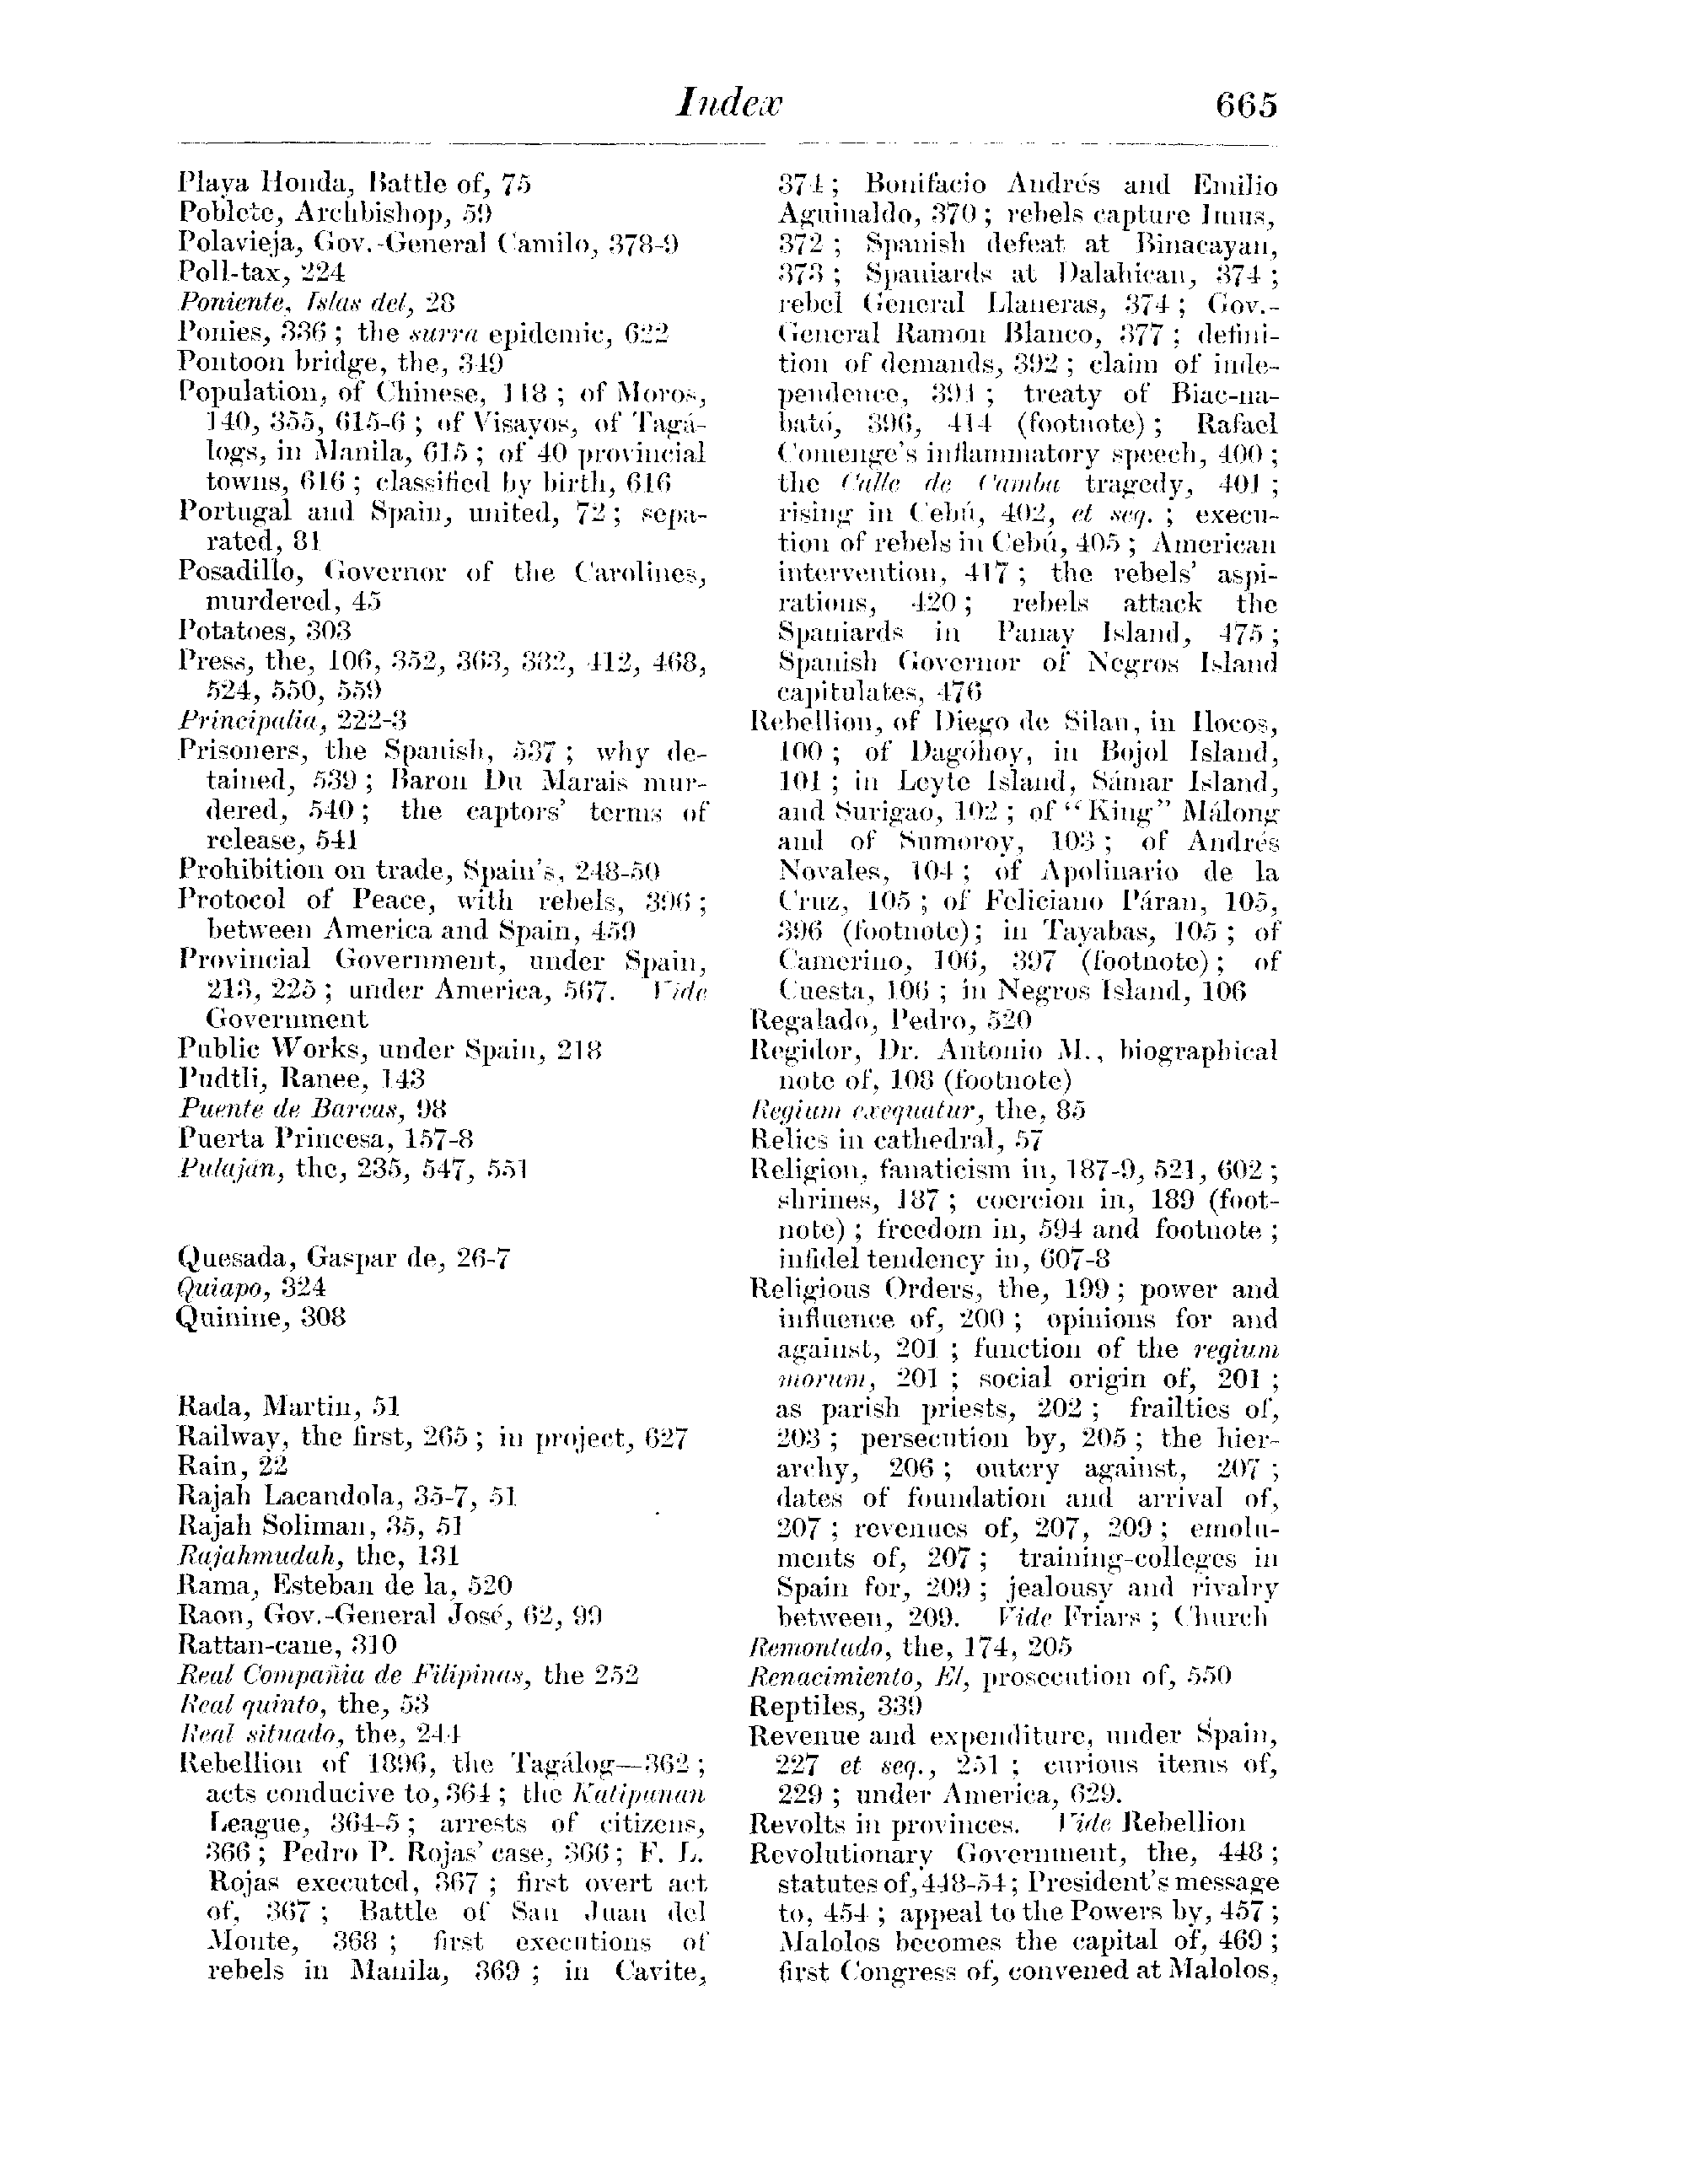 Index 665
Playa Honda, Battle of, 75
Poblete, Archbishop, 59
Polavieja, Gov.-General Camilo, 378-9
Poll-tax, 224
Poniente, Islas del, 28
Ponies, 336 ; the surra epidemic, 622
Pontoon bridge, the, 349
Population, of Chinese, 118 ; of Moros,
140, 355, 615-6 ; of Visayos, of Tagá-
logs, in Manila, 615 ; of 40 provincial
towns, 616 ; classified by birth, 616
Portugal and Spain, united, 72 ; sepa-
rated, 81
Posadillo, Governor of the Carolines,
murdered, 45
Potatoes, 303
Press, the, 106, 352, 363, 382, 412, 468,
524, 550, 559
Principalia, 222-3
Prisoners, the Spanish, 537 ; why de-
tained, 539 ; Baron Du Marais mur-
dered, 540 ; the captors' terms of
release, 541
Prohibition on trade, Spain's, 248-50
Protocol of Peace, with rebels, 396 ;
between America and Spain, 459
Provincial Government, under Spain,
213, 225 ; under America, 567. Vide
Government
Public Works, under Spain, 218
Pudtli, Ranee, 143
Puente de Barcas, 98
Puerta Princesa, 157-8
Pulaján, the, 235, 547, 551
Quesada, Gaspar de, 26-7
Quiapo, 324
Quinine, 308
Rada, Martin, 51
Railway, the first, 265 ; in project, 627
Rain, 22
Rajah Lacandola, 35-7, 51
Rajah Soliman, 35, 51
Rajahmudah, the, 131
Rama, Esteban de la, 520
Raon, Gov.-General José, 62, 99
Rattan-cane, 310
Real Compañia de Filipinas, the 252
Real quinto, the, 53
Real situado, the, 244
Rebellion of 1896, the Tagálog—362 ;
acts conducive to, 364 ; the Katipunan
League, 364-5 ; arrests of citizens,
366 ; Pedro P. Rojas' case, 366 ; F. L.
Rojas executed, 367 ; first overt act
of, 367 ; Battle of San Juan del
Monte, 368 ; first executions of
rebels in Manila, 369 ; in Cavite,
374 ; Bonifacio Andrés and Emilio
Aguinaldo, 370 ; rebels capture Imus,
372 ; Spanish defeat at Binacayan,
373 ; Spaniards at Dalahican, 374 ;
rebel General Llaneras, 374 ; Gov.-
General Ramon Blanco, 377 ; defini-
tion of demands, 392 ; claim of inde-
pendence, 394 ; treaty of Biac-na-
bató, 396, 414 (footnote) ; Rafael
Comenge's inflammatory speech, 400 ;
the Calle de Camba tragedy, 401 ;
rising in Cebú, 402, et seq. ; execu-
tion of rebels in Cebú, 405 ; American
intervention, 417 ; the rebels' aspi-
rations, 420 ; rebels attack the
Spaniards in Panay Island, 475 ;
Spanish Governor of Negros Island
capitulates, 476
Rebellion, of Diego de Silan, in Ilocos,
100 ; of Dagóhoy, in Bojol Island,
101 ; in Leyte Island, Sámar Island,
and Surigao, 102 ; of "King" Málong
and of Sumoroy, 103 ; of Andrés
Novales, 104 ; of Apolinario de la
Cruz, 105 ; of Feliciano Páran, 105,
396 (footnote) ; in Tayabas, 105 ; of
Camerino, 106, 397 (footnote) ; of
Cuesta, 106 ; in Negros Island, 106
Regalado, Pedro, 520
Regidor, Dr. Antonio M., biographical
note of, 108 (footnote)
Regium exequatur, the, 85
Relics in cathedral, 57
Religion, fanaticism in, 187-9, 521, 602 ;
shrines, 187 ; coercion in, 189 (foot-
note) ; freedom in, 594 and footnote ;
infidel tendency in, 607-8
Religious Orders, the, 199 ; power and
influence of, 200 ; opinions for and
against, 201 ; function of the regium
morum, 201 ; social origin of, 201 ;
as parish priests, 202 ; frailties of,
203 ; persecution by, 205 ; the hier-
archy, 206 ; outcry against, 207 ;
dates of foundation and arrival of,
207 ; revenues of, 207, 209 ; emolu-
ments of, 207 ; training-colleges in
Spain for, 209 ; jealousy and rivalry
between, 209. Vide Friars ; Church
Remontado, the, 174, 205
Renacimiento, El, prosecution of, 550
Reptiles, 339
Revenue and expenditure, under Spain,
227 et seq., 251 ; curious items of,
229 ; under America, 629.
Revolts in provinces. Vide Rebellion
Revolutionary Government, the, 448 ;
statutes of, 448-54 ; President's message
to, 454 ; appeal to the Powers by, 457 ;
Malolos becomes the capital of, 469 ;
first Congress of, convened at Malolos,